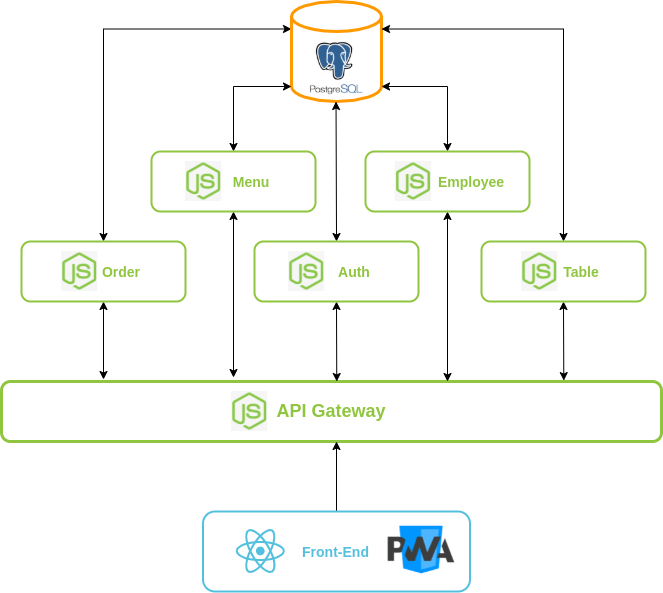 PostgreSQL
JS Menu
JS Employee
JS Order
JS Auth
JS Table
JS API Gateway
Front-End PWA